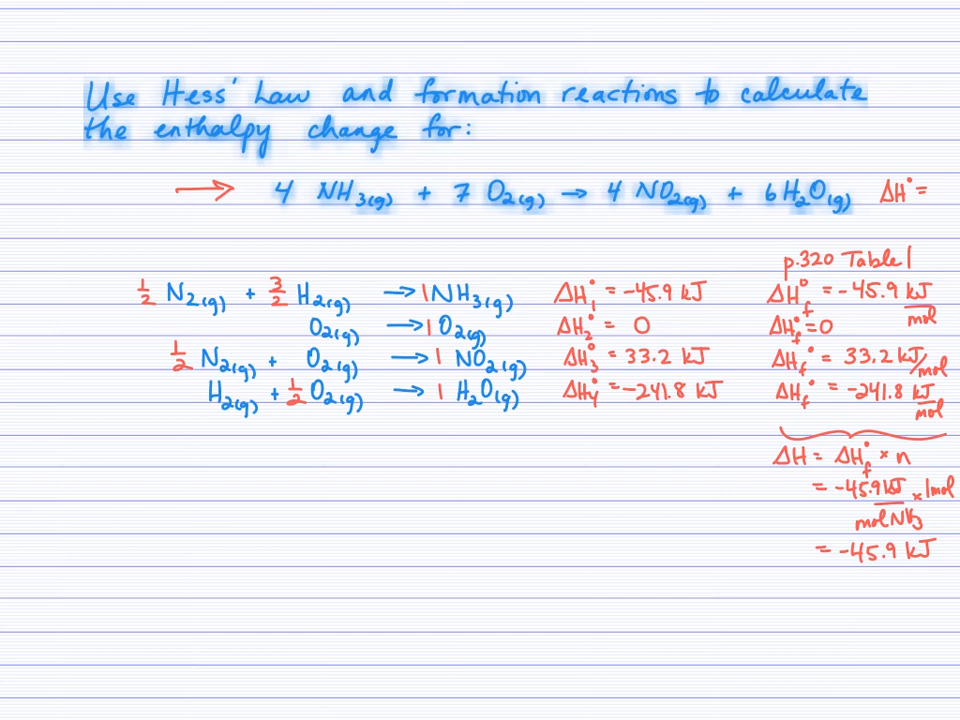 Use Hess' Law and formation reactions to calculate
the enthalpy change for:
→ 4 NH₃(g) + 7 O₂(g) → 4 NO₂(g) + 6 H₂O(g) ΔH° =
p.320 Table 1
½ N₂(g) + 3/2 H₂(g) → 1 NH₃(g) ΔH₁° = -45.9 kJ ΔH°f = -45.9 kJ/mol
O₂(g) → 1 O₂(g) ΔH₂° = 0 ΔH°f = 0
½ N₂(g) + O₂(g) → 1 NO₂(g) ΔH₃° = 33.2 kJ ΔHf° = 33.2 kJ/mol
H₂(g) + ½ O₂(g) → 1 H₂O(g) ΔH₄° = -241.8 kJ ΔHf° = -241.8 kJ/mol
ΔH = ΔH°f × n
= -45.9 kJ/mol NH₃ × 1 mol
= -45.9 kJ